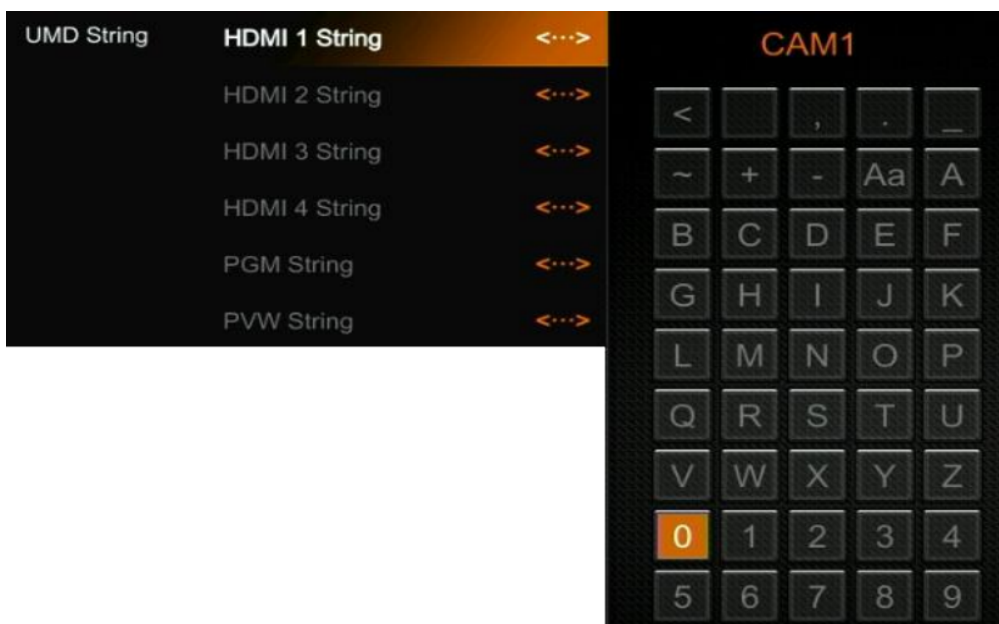 UMD String HDMI 1 String <···>
HDMI 2 String <···>
HDMI 3 String <···>
HDMI 4 String <···>
PGM String <···>
PVW String <···>
CAM1
< , . _
~ + - Aa A
B C D E F
G H I J K
L M N O P
Q R S T U
V W X Y Z
0 1 2 3 4
5 6 7 8 9